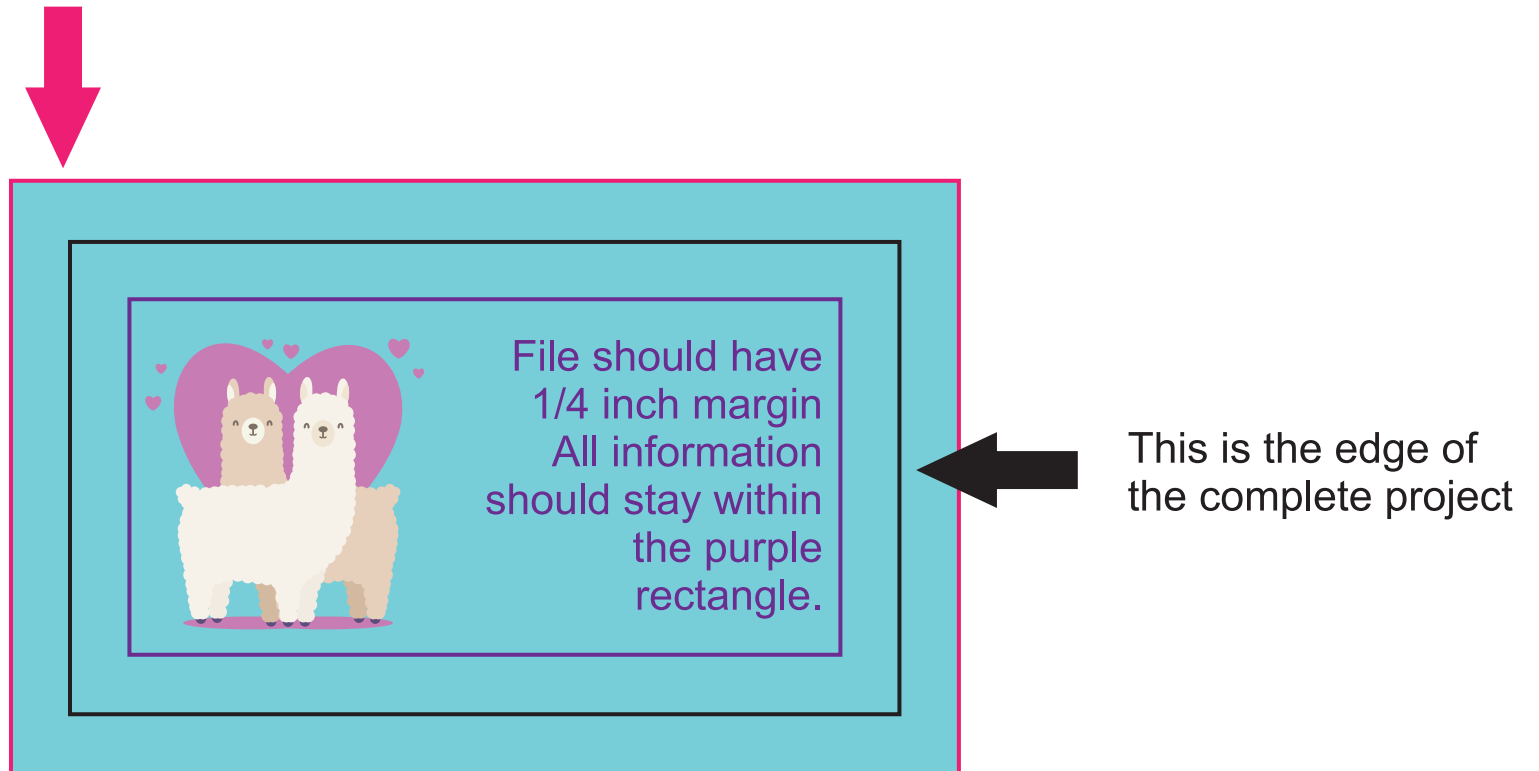 File should have
1/4 inch margin
All information
should stay within
the purple
rectangle.
This is the edge of
the complete project